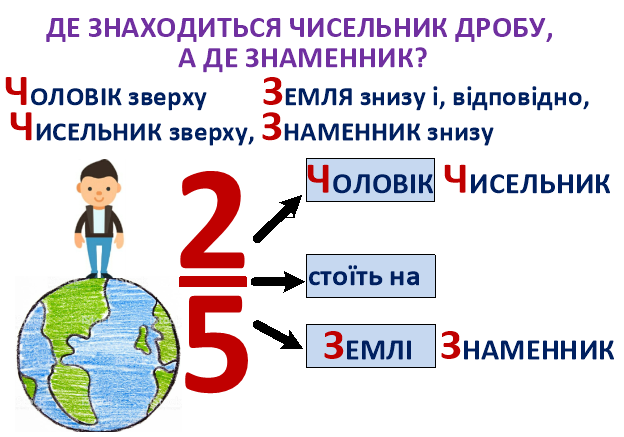 ДЕ ЗНАХОДИТЬСЯ ЧИСЕЛЬНИК ДРОБУ,
А ДЕ ЗНАМЕННИК?
ЧОЛОВІК зверху ЗЕМЛЯ знизу і, відповідно,
ЧИСЕЛЬНИК зверху, ЗНАМЕННИК знизу
2
5
ЧОЛОВІК ЧИСЕЛЬНИК
стоїть на
ЗЕМЛІ ЗНАМЕННИК